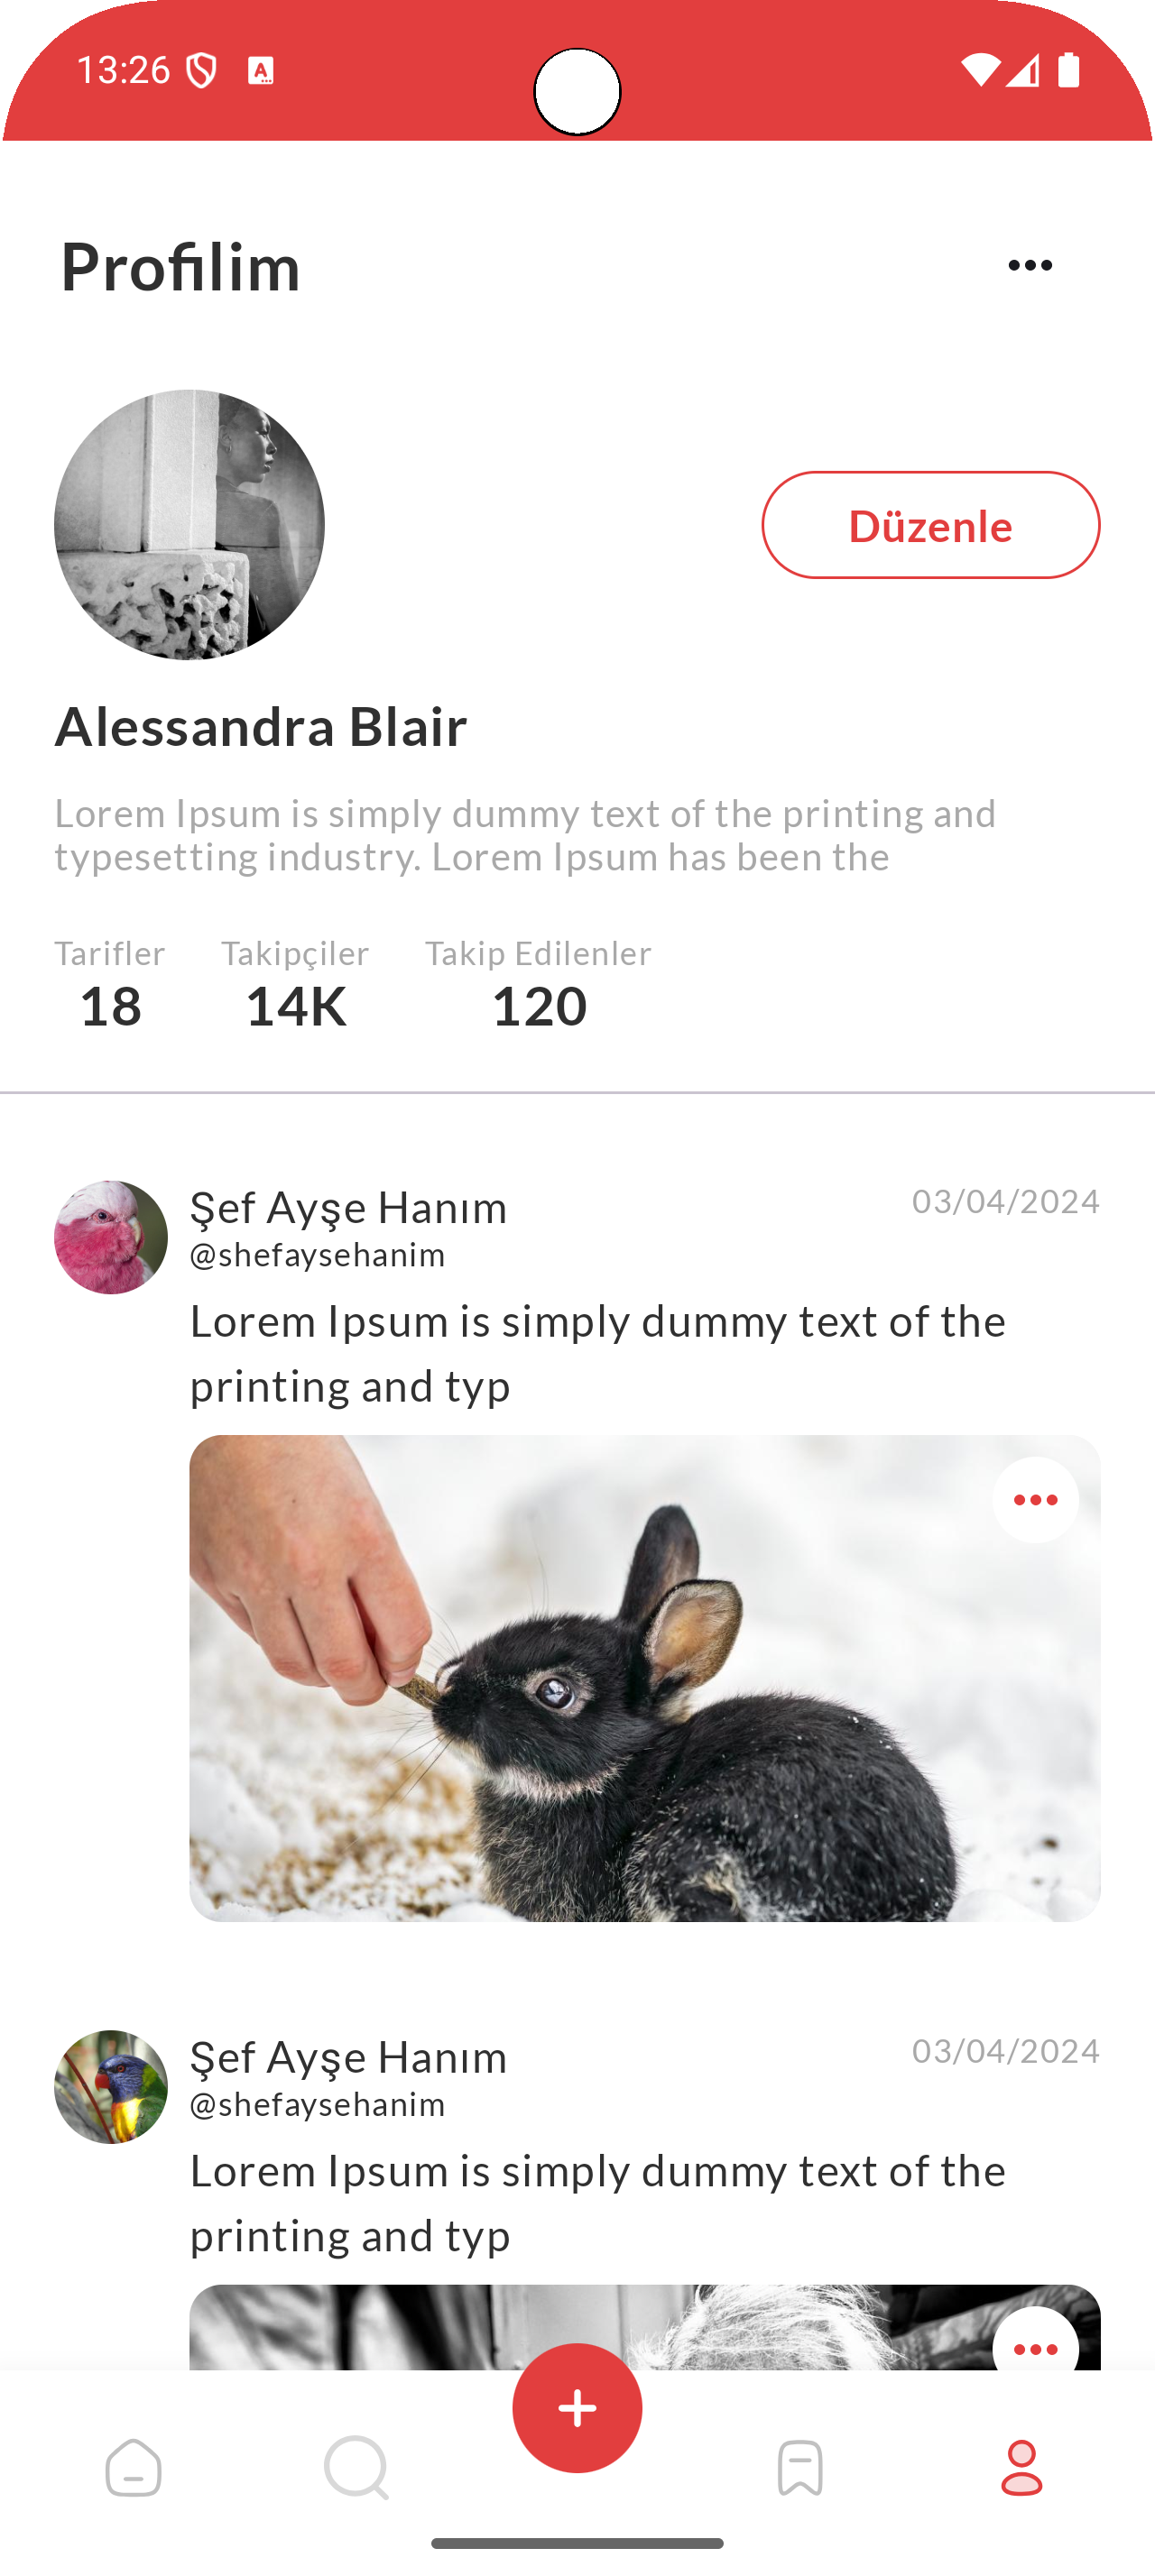 13:26
Profilim
Düzenle
Alessandra Blair
Lorem Ipsum is simply dummy text of the printing and
typesetting industry. Lorem Ipsum has been the
Tarifler Takipçiler Takip Edilenler
18 14K 120
Şef Ayşe Hanım 03/04/2024
@shefaysehanim
Lorem Ipsum is simply dummy text of the
printing and typ
Şef Ayşe Hanım 03/04/2024
@shefaysehanim
Lorem Ipsum is simply dummy text of the
printing and typ